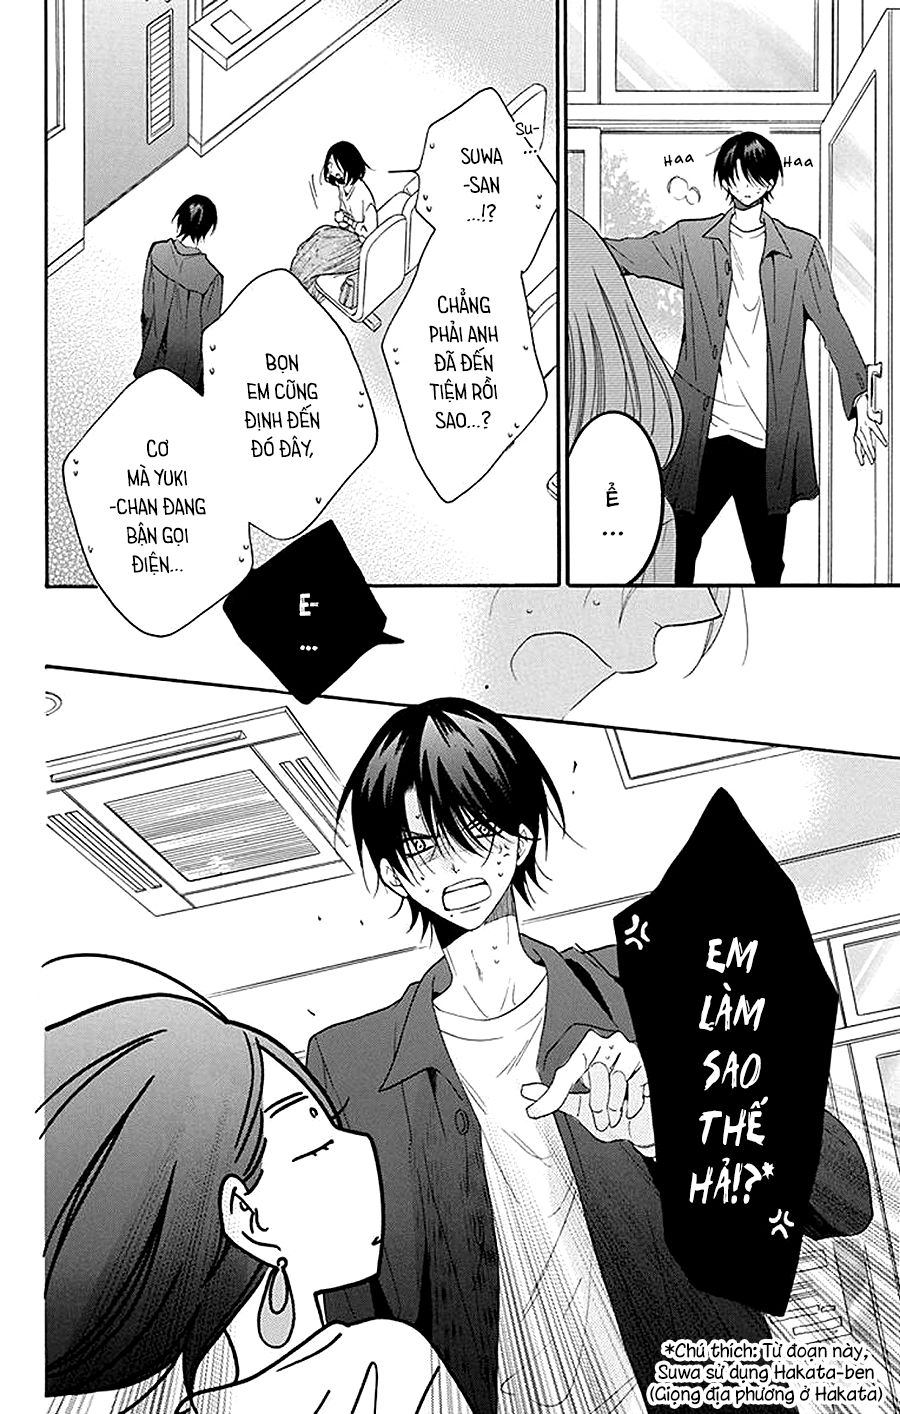 Haa
Haa
Ể
...
Su-
...
SUWA
-SAN
...!?
CHẲNG
PHẢI ANH
ĐÃ ĐẾN
TIỆM RỒI
SAO...?
BỌN
EM CŨNG
ĐỊNH ĐẾN
ĐÓ ĐÂY,
CƠ
MÀ YUKI
-CHAN ĐANG
BẬN GỌI
ĐIỆN...
E-
...
EM
LÀM
SAO
THẾ
HẢ!?*
*Chú thích: Từ đoạn này,
Suwa sử dụng Hakata-ben
(Giọng địa phương ở Hakata)